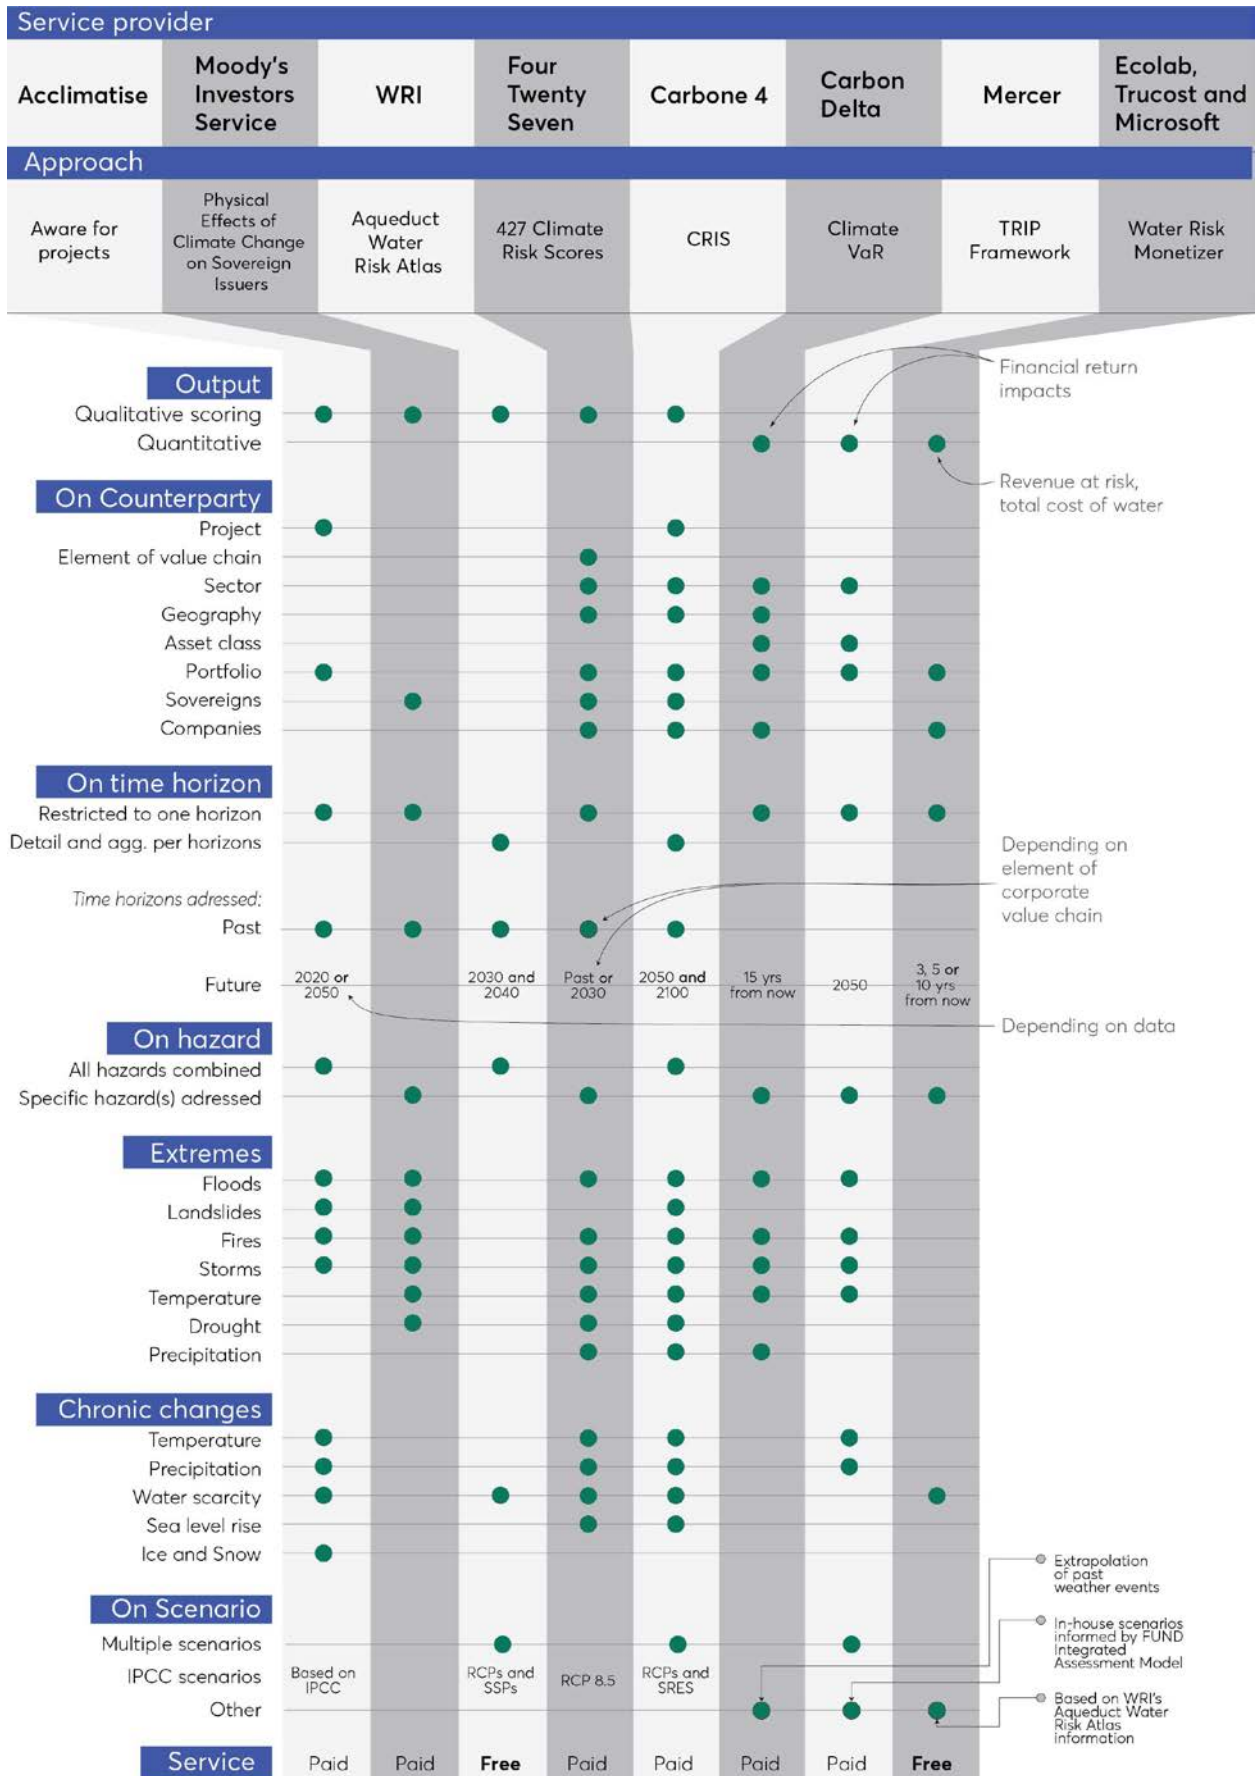 Service provider
Acclimatise
Moody's
Investors
Service
WRI
Four
Twenty
Seven
Carbone 4
Carbon
Delta
Mercer
Ecolab,
Trucost and
Microsoft
Approach
Aware for
projects
Physical
Effects of
Climate Change
on Sovereign
Issuers
Aqueduct
Water
Risk Atlas
427 Climate
Risk Scores
CRIS
Climate
VaR
TRIP
Framework
Water Risk
Monetizer
Financial return
impacts
Output
Qualitative scoring
Quantitative
Revenue at risk,
total cost of water
On Counterparty
Project
Element of value chain
Sector
Geography
Asset class
Portfolio
Sovereigns
Companies
On time horizon
Restricted to one horizon
Detail and agg. per horizons
Depending on
element of
corporate
value chain
Time horizons adressed:
Past
Future
2020 or
2050
2030 and
2040
Past or
2030
2050 and
2100
15 yrs
from now
2050
3, 5 or
10 yrs
from now
Depending on data
On hazard
All hazards combined
Specific hazard(s) adressed
Extremes
Floods
Landslides
Fires
Storms
Temperature
Drought
Precipitation
Chronic changes
Temperature
Precipitation
Water scarcity
Sea level rise
Ice and Snow
Extrapolation
of past
weather events
On Scenario
Multiple scenarios
In-house scenarios
informed by FUND
Integrated
Assessment Model
IPCC scenarios
Based on
IPCC
RCPs and
SSPs
RCP 8.5
RCPs and
SRES
Other
Based on WRI's
Aqueduct Water
Risk Atlas
information
Service
Paid
Paid
Free
Paid
Paid
Paid
Paid
Free